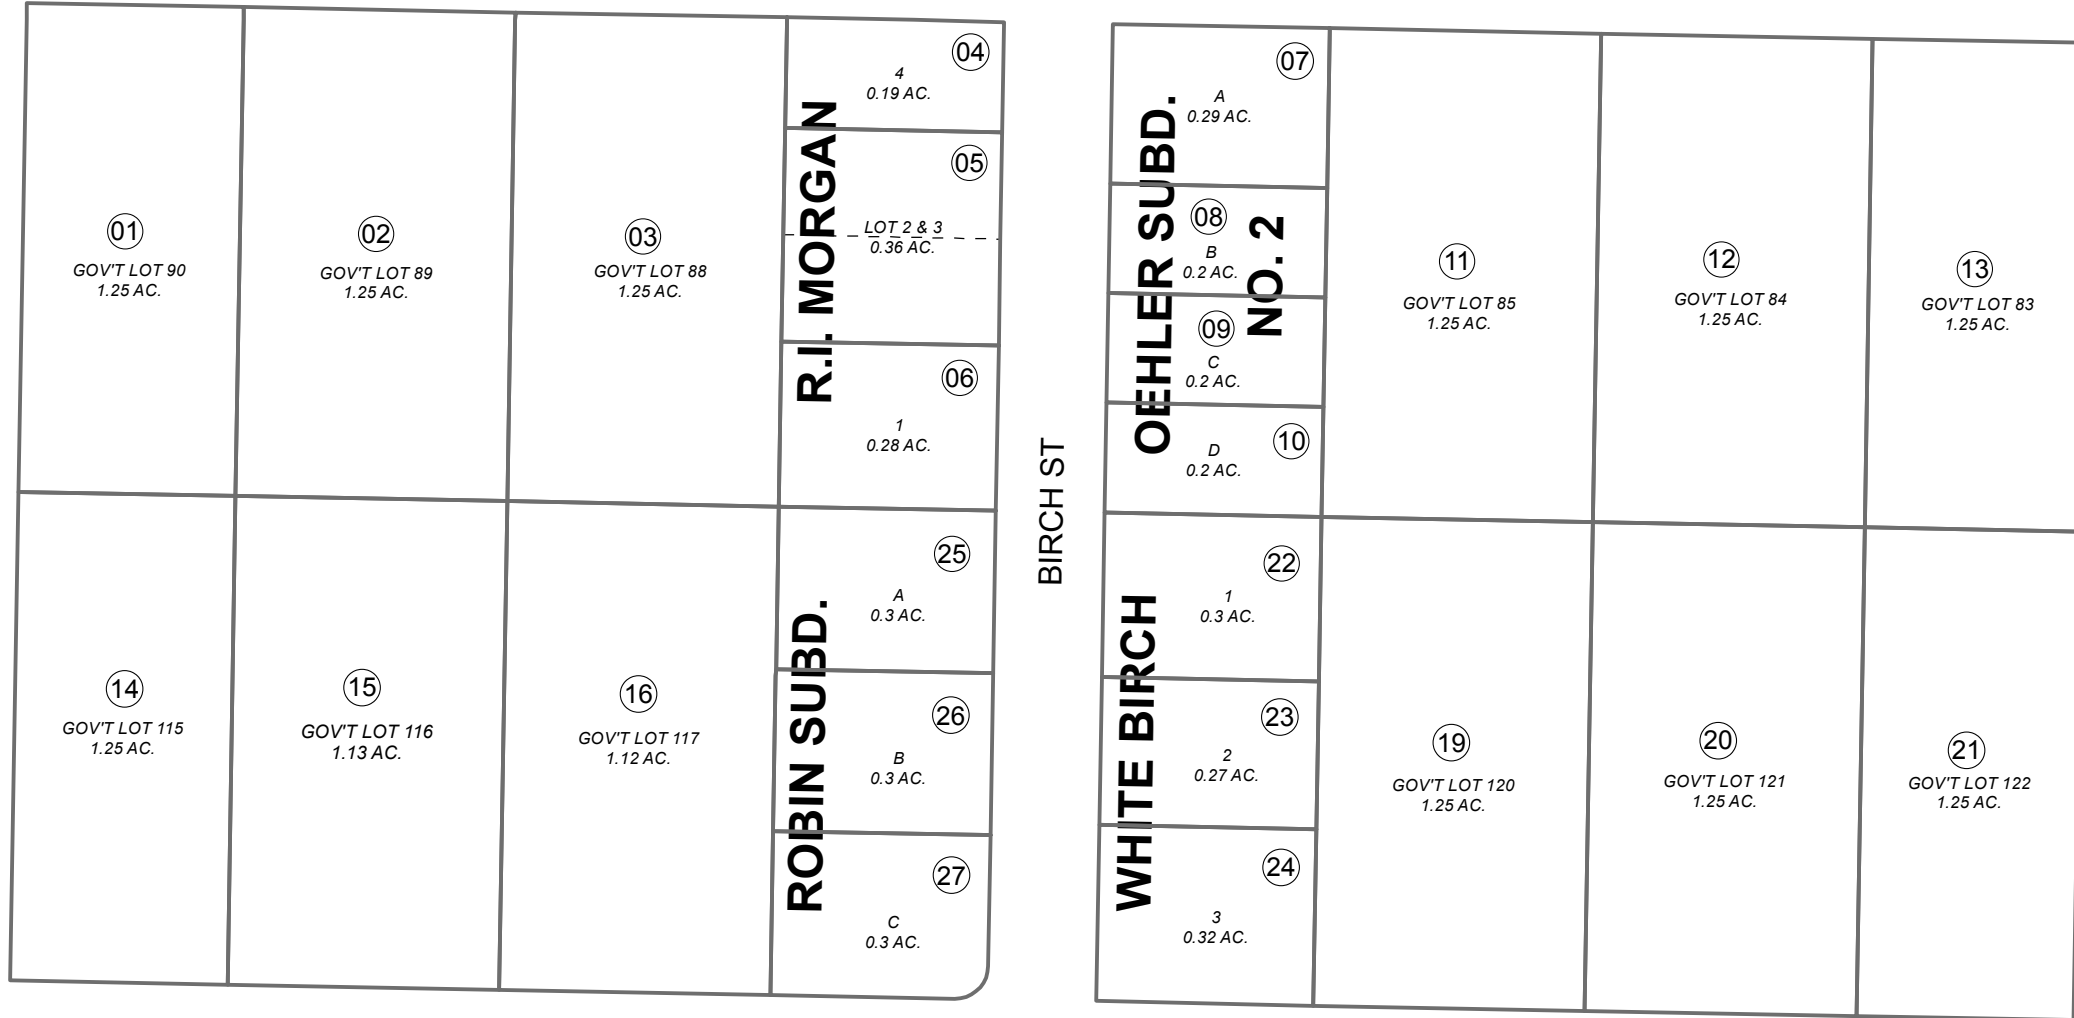 01
GOV'T LOT 90
1.25 AC.
02
GOV'T LOT 89
1.25 AC.
03
GOV'T LOT 88
1.25 AC.
R.I. MORGAN
04
4
0.19 AC.
05
LOT 2 & 3
0.36 AC.
06
1
0.28 AC.
14
GOV'T LOT 115
1.25 AC.
15
GOV'T LOT 116
1.13 AC.
16
GOV'T LOT 117
1.12 AC.
ROBIN SUBD.
25
A
0.3 AC.
26
B
0.3 AC.
27
C
0.3 AC.
BIRCH ST
OEHLER SUBD.
NO. 2
07
A
0.29 AC.
08
B
0.2 AC.
09
C
0.2 AC.
10
D
0.2 AC.
11
GOV'T LOT 85
1.25 AC.
12
GOV'T LOT 84
1.25 AC.
13
GOV'T LOT 83
1.25 AC.
WHITE BIRCH
22
1
0.3 AC.
23
2
0.27 AC.
24
3
0.32 AC.
19
GOV'T LOT 120
1.25 AC.
20
GOV'T LOT 121
1.25 AC.
21
GOV'T LOT 122
1.25 AC.